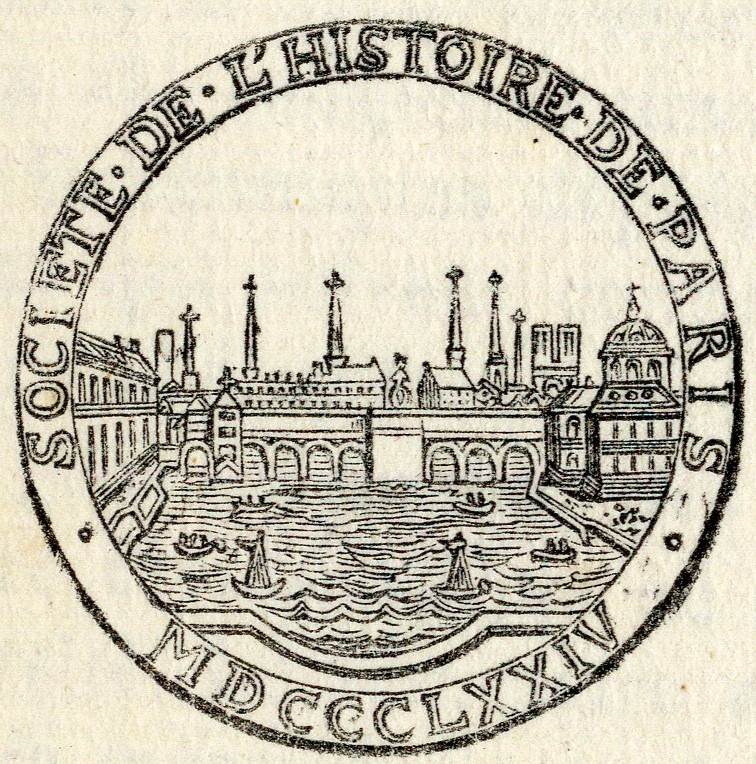 SOCIETE · DE · L'HISTOIRE · DE · PARIS
MDCCCLXXIV